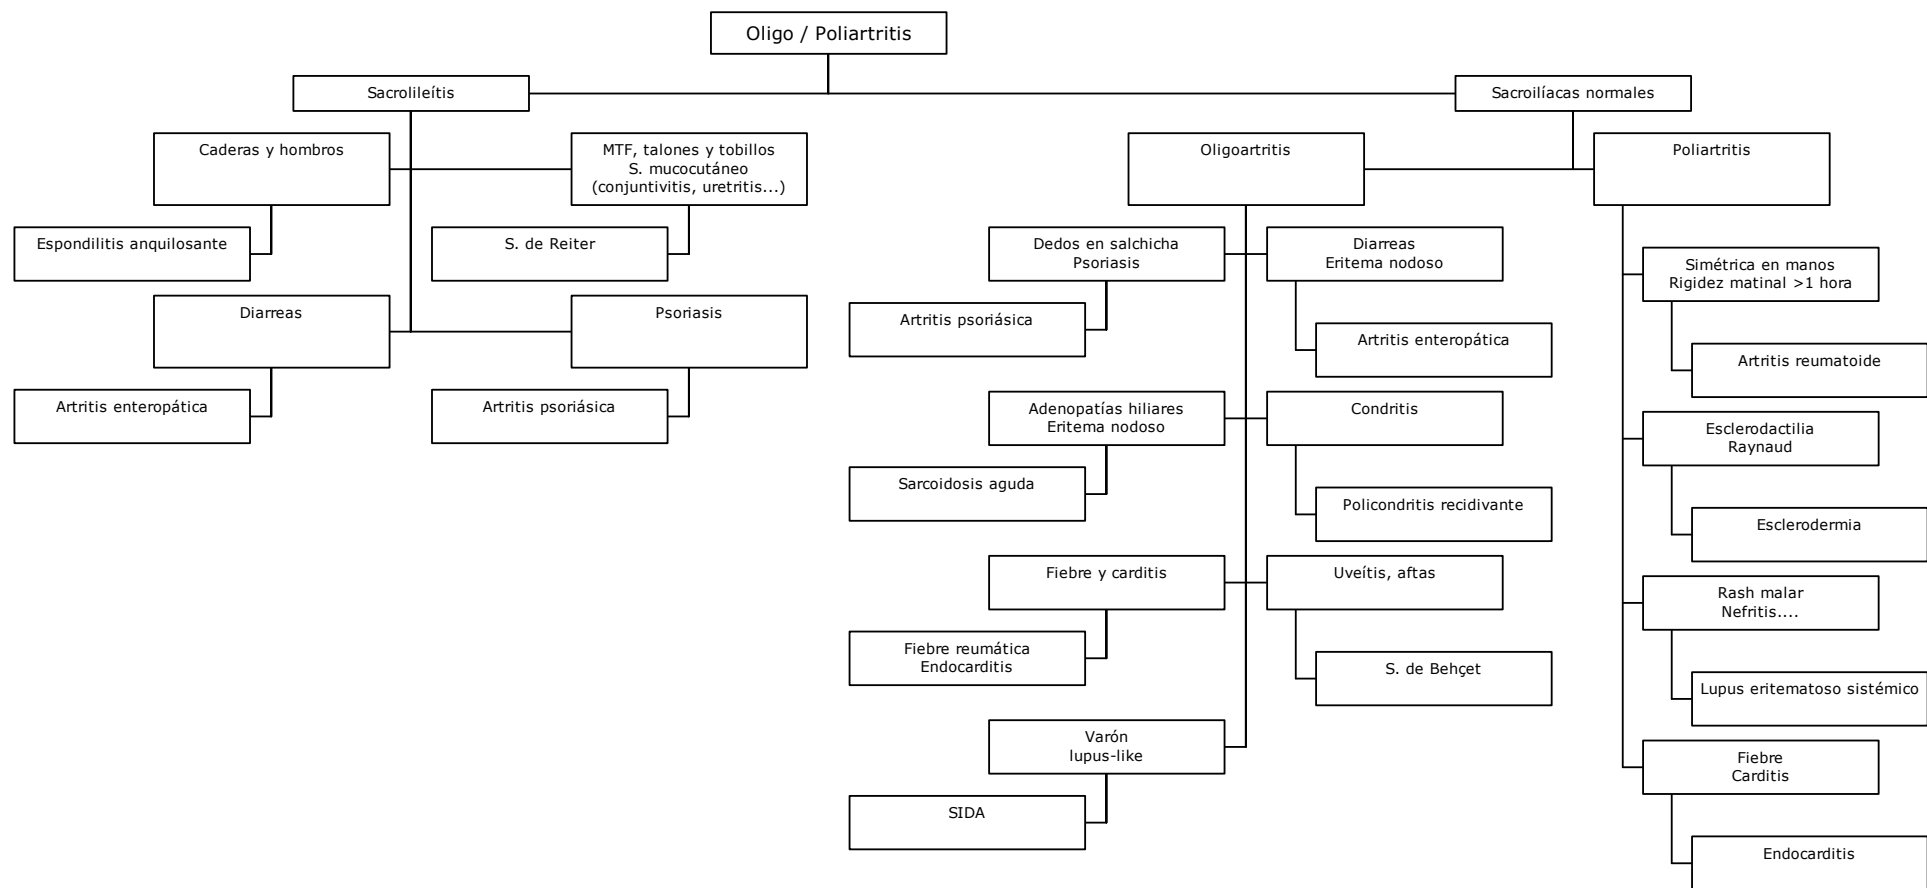 Oligo / Poliartritis
Sacrolileítis
Sacroilíacas normales
Caderas y hombros
MTF, talones y tobillos
S. mucocutáneo
(conjuntivitis, uretritis...)
Espondilitis anquilosante
S. de Reiter
Diarreas
Psoriasis
Artritis enteropática
Artritis psoriásica
Oligoartritis
Poliartritis
Dedos en salchicha
Psoriasis
Diarreas
Eritema nodoso
Artritis psoriásica
Artritis enteropática
Adenopatías hiliares
Eritema nodoso
Condritis
Sarcoidosis aguda
Policondritis recidivante
Fiebre y carditis
Uveítis, aftas
Fiebre reumática
Endocarditis
S. de Behçet
Varón
lupus-like
SIDA
Simétrica en manos
Rigidez matinal >1 hora
Artritis reumatoide
Esclerodactilia
Raynaud
Esclerodermia
Rash malar
Nefritis....
Lupus eritematoso sistémico
Fiebre
Carditis
Endocarditis